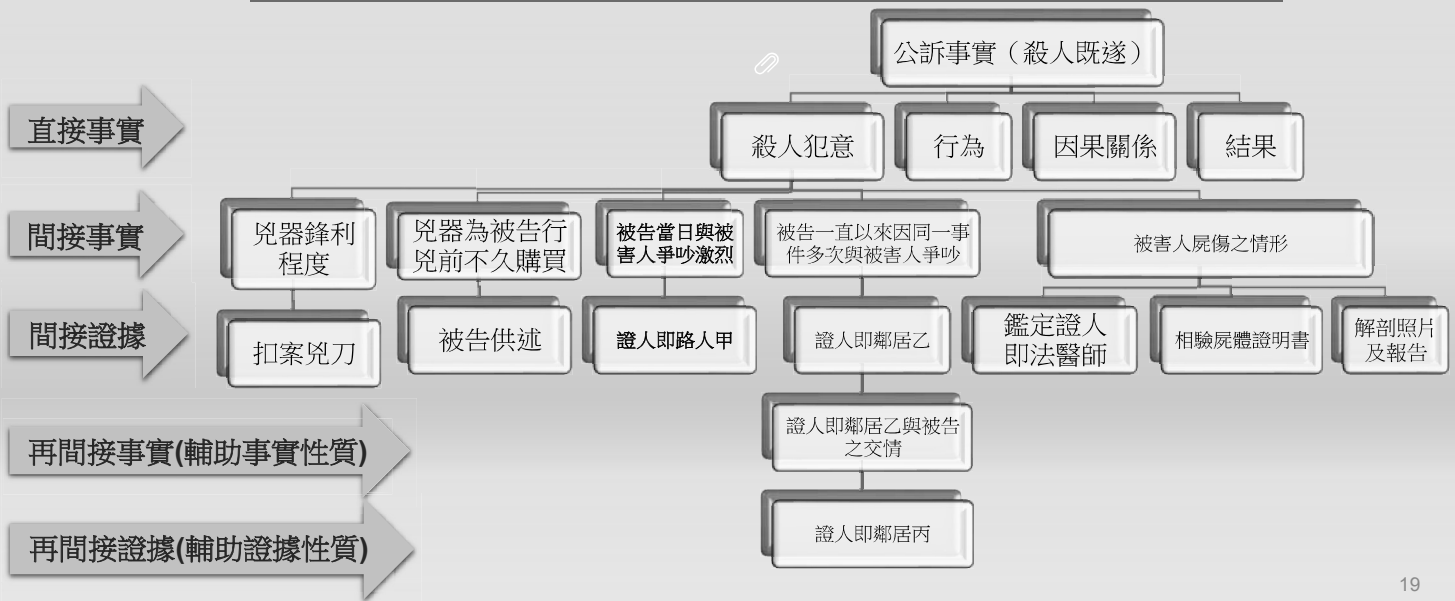 公訴事實（殺人既遂）
直接事實
殺人犯意
行為
因果關係
結果
間接事實
兇器鋒利
程度
兇器為被告行
兇前不久購買
被告當日與被
害人爭吵激烈
被告一直以來因同一事
件多次與被害人爭吵
被害人屍傷之情形
間接證據
扣案兇刀
被告供述
證人即路人甲
證人即鄰居乙
鑑定證人
即法醫師
相驗屍體證明書
解剖照片
及報告
再間接事實(輔助事實性質)
證人即鄰居乙與被告
之交情
再間接證據(輔助證據性質)
證人即鄰居丙
19